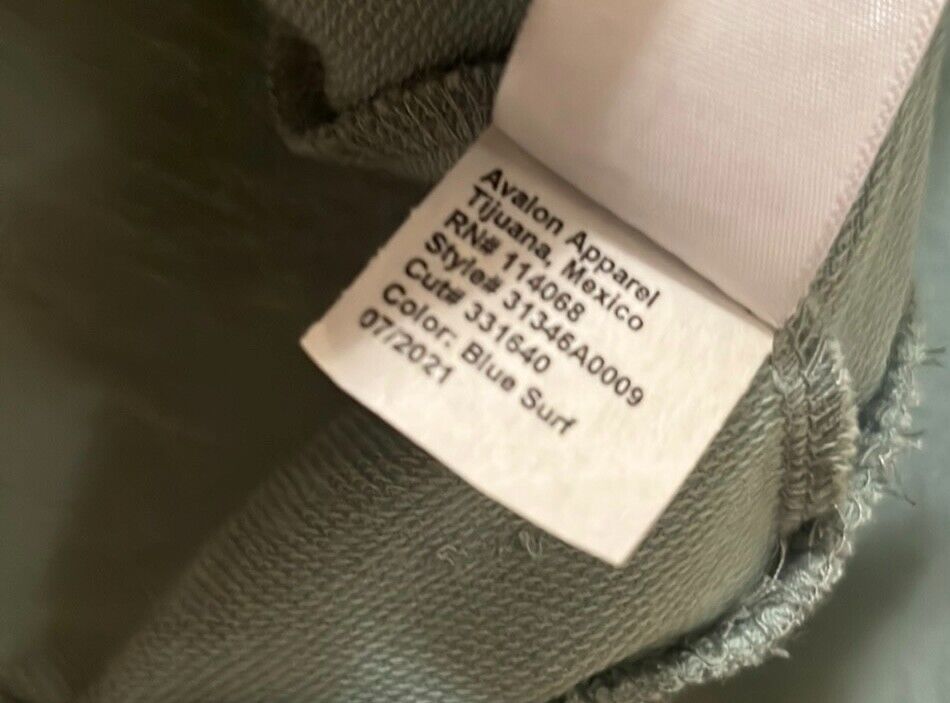 Avalon Apparel
Tijuana, Mexico
RN# 114068
Style# 31346A0009
Cut# 331640
Color: Blue Surf
07/2021